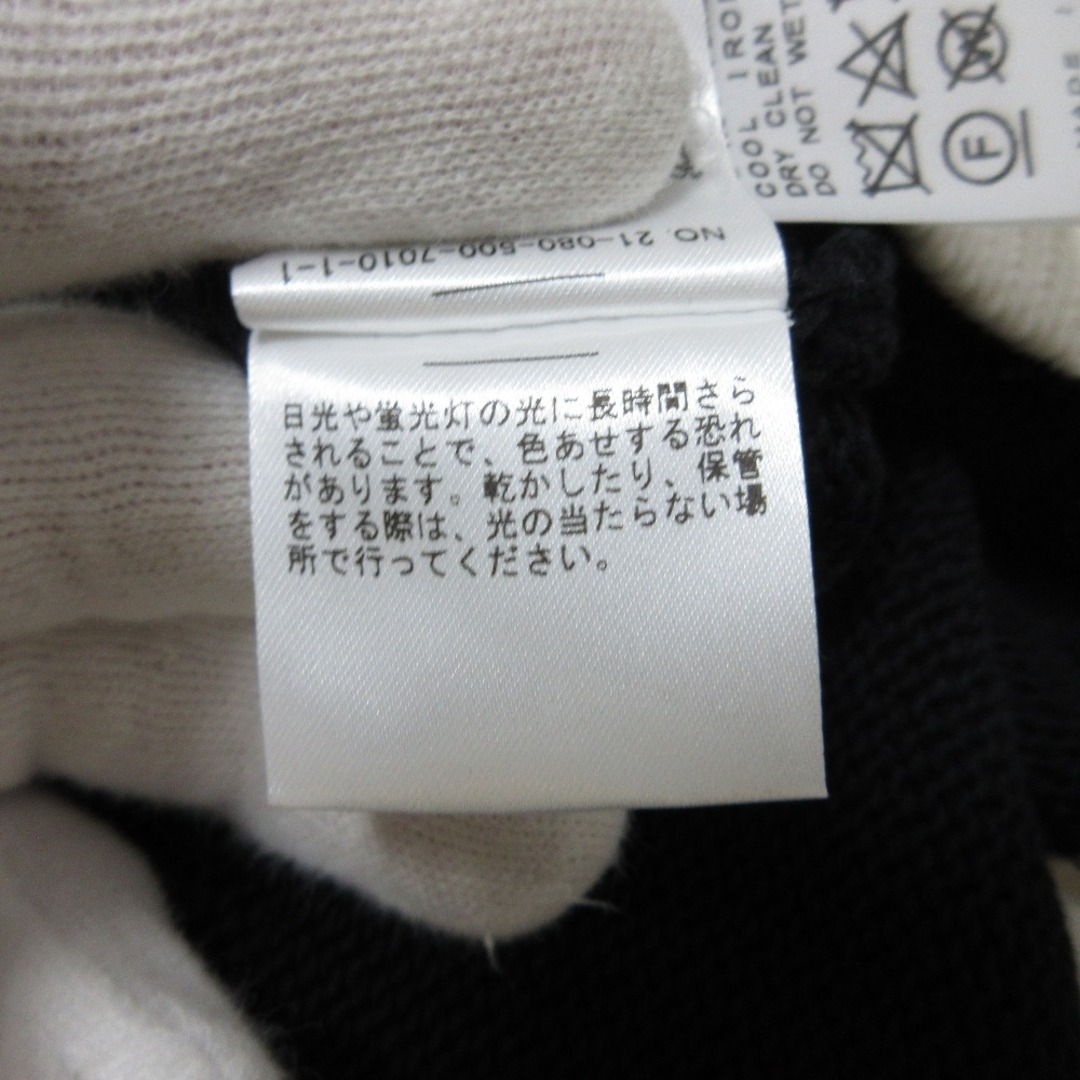 COOL IRON
DRY CLEAN
DO NOT WET
F
W
NO. 21-080-500-7010-1-1
日光や蛍光灯の光に長時間さら
されることで、色あせする恐れ
があります。乾かしたり、保管
をする際は、光の当たらない場
所で行ってください。